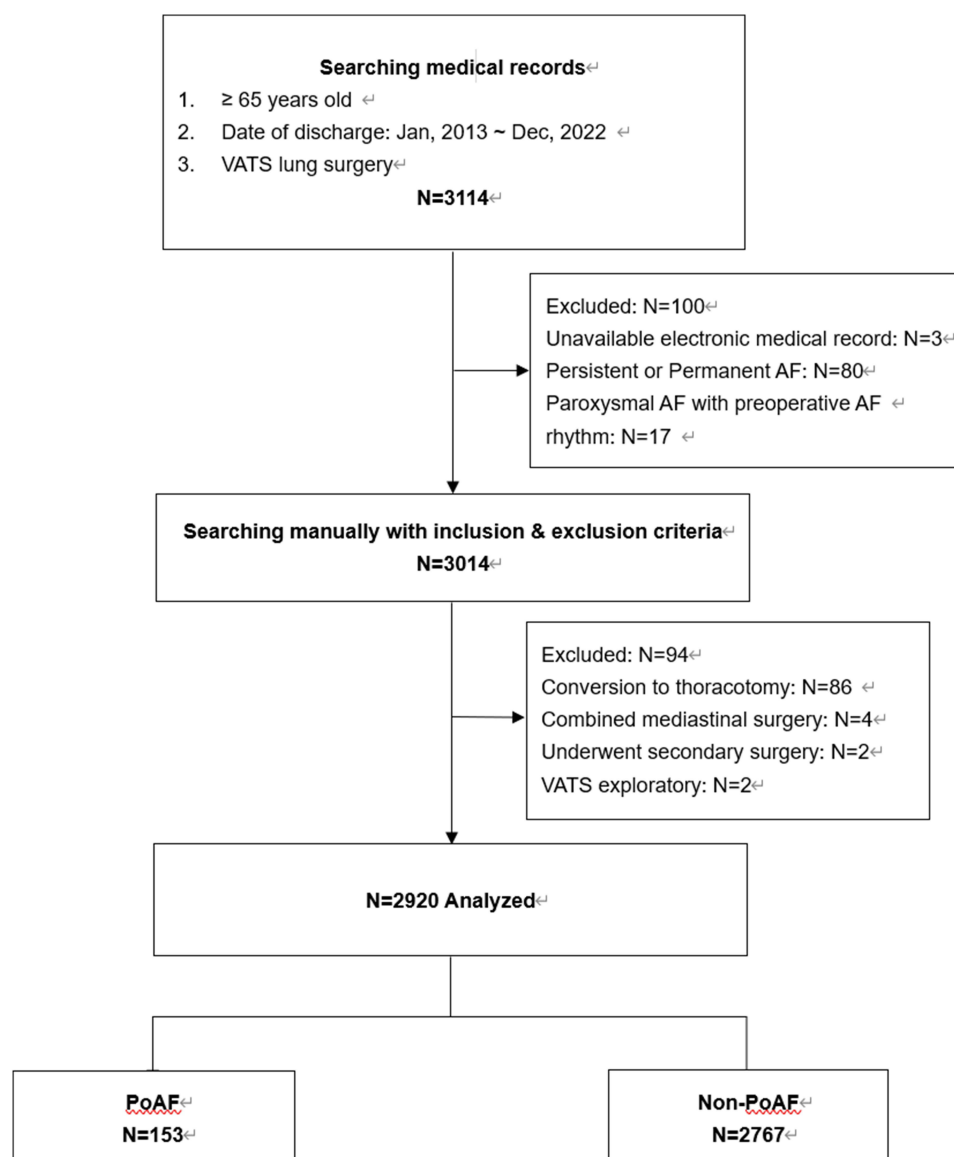 Searching medical records↵
1. ≥ 65 years old ↵
2. Date of discharge: Jan, 2013 ~ Dec, 2022 ↵
3. VATS lung surgery↵
N=3114↵
Excluded: N=100↵
Unavailable electronic medical record: N=3↵
Persistent or Permanent AF: N=80↵
Paroxysmal AF with preoperative AF ↵
rhythm: N=17 ↵
Searching manually with inclusion & exclusion criteria↵
N=3014↵
Excluded: N=94↵
Conversion to thoracotomy: N=86 ↵
Combined mediastinal surgery: N=4↵
Underwent secondary surgery: N=2↵
VATS exploratory: N=2↵
N=2920 Analyzed↵
PoAF↵
N=153↵
Non-PoAF↵
N=2767↵